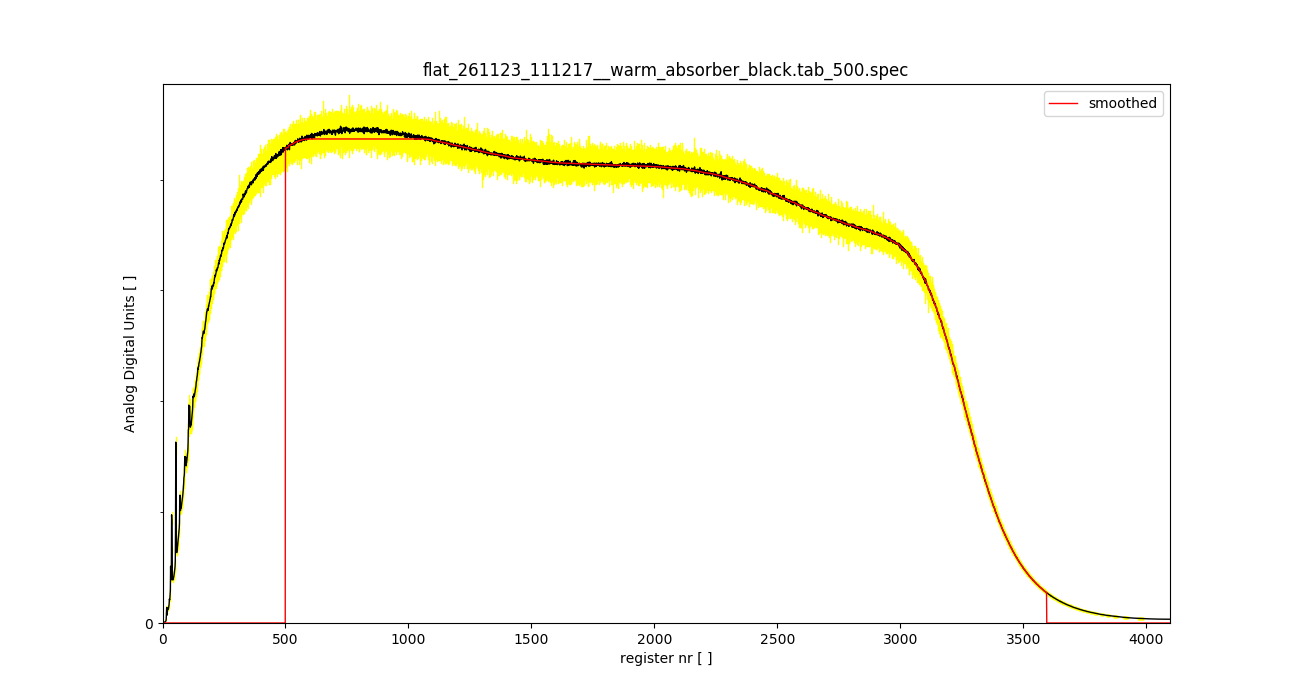 flat_261123_111217__warm_absorber_black.tab_500.spec
smoothed
Analog Digital Units [ ]
0
0 500 1000 1500 2000 2500 3000 3500 4000
register nr [ ]